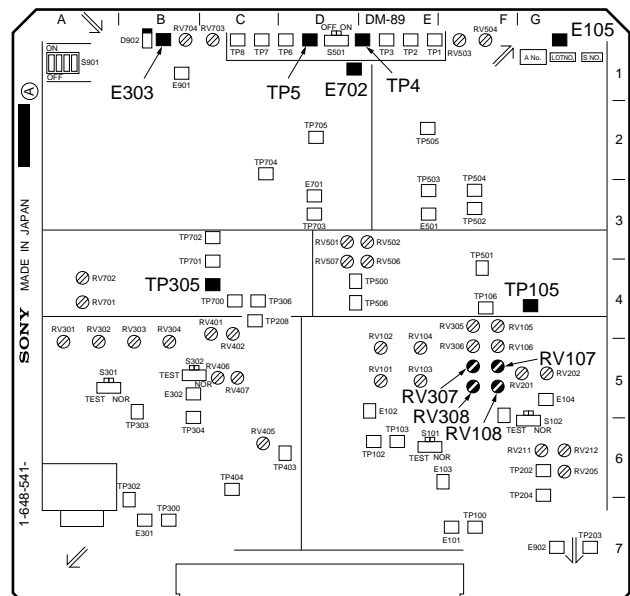 A B C D DM-89 E F G
D902 RV704 RV703 OFF ON RV504 E105
ON
S901
OFF
TP8 TP7 TP6 S501 TP3 TP2 TP1 RV503 A No. LOTNO. S NO.
E303 E901 TP5 E702 TP4 1
A
TP705 TP505 2
TP704
E701 TP503 TP504
TP703 E501 TP502 3
TP702 RV501 RV502
TP701 RV507 RV506 TP501
RV702 TP305 TP500
RV701 TP700 TP306 TP506 TP106 TP105 4
TP208
RV301 RV302 RV303 RV304 RV401 RV402 RV305 RV105
RV102 RV104 RV306 RV106
S301 S302 RV406 RV107
TEST NOR TEST NOR RV407 RV101 RV103 RV307 RV201 RV202 5
E302 RV308
TP303 TP304 E102 RV108 E104
S102
TEST NOR
RV405 TP102 TP103 S101
TEST NOR
TP403 RV211 RV212
TP404 E103 TP202 RV205 6
TP302 TP204
E301 TP300 E101 TP100
E902 TP203 7
SONY MADE IN JAPAN
1-648-541-